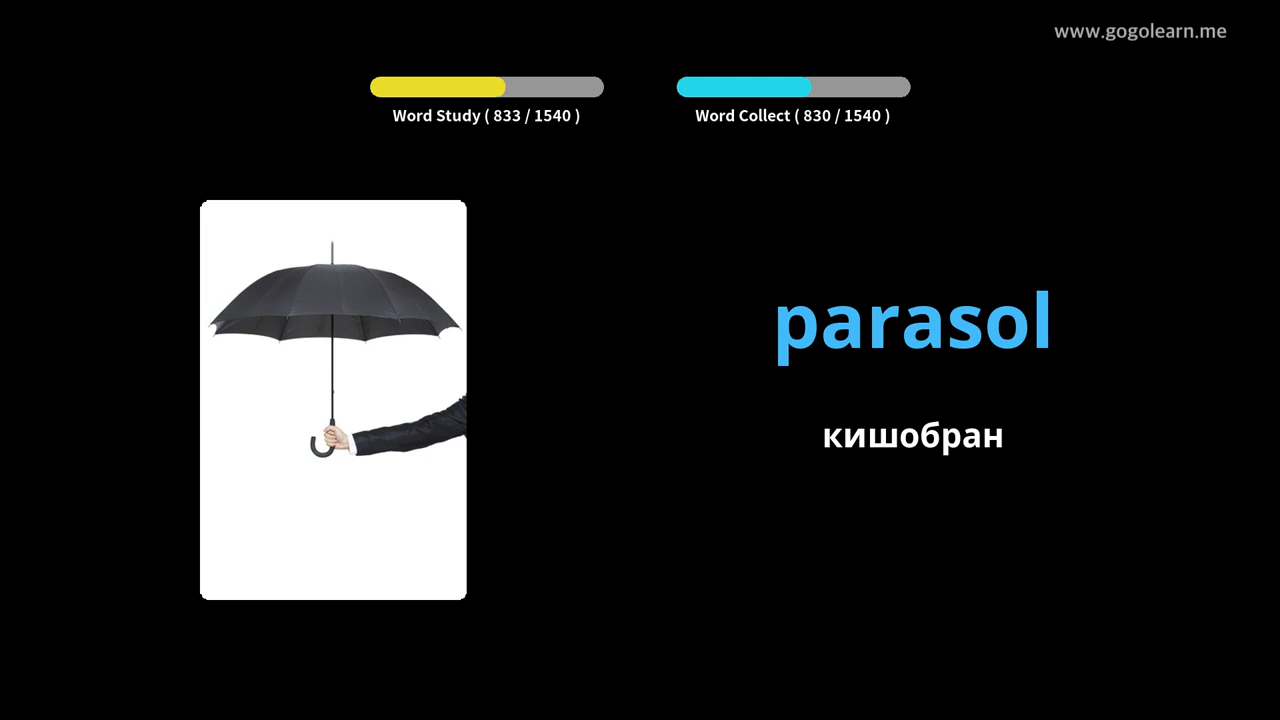 www.gogolearn.me
Word Study ( 833 / 1540 )
Word Collect ( 830 / 1540 )
parasol
кишобран